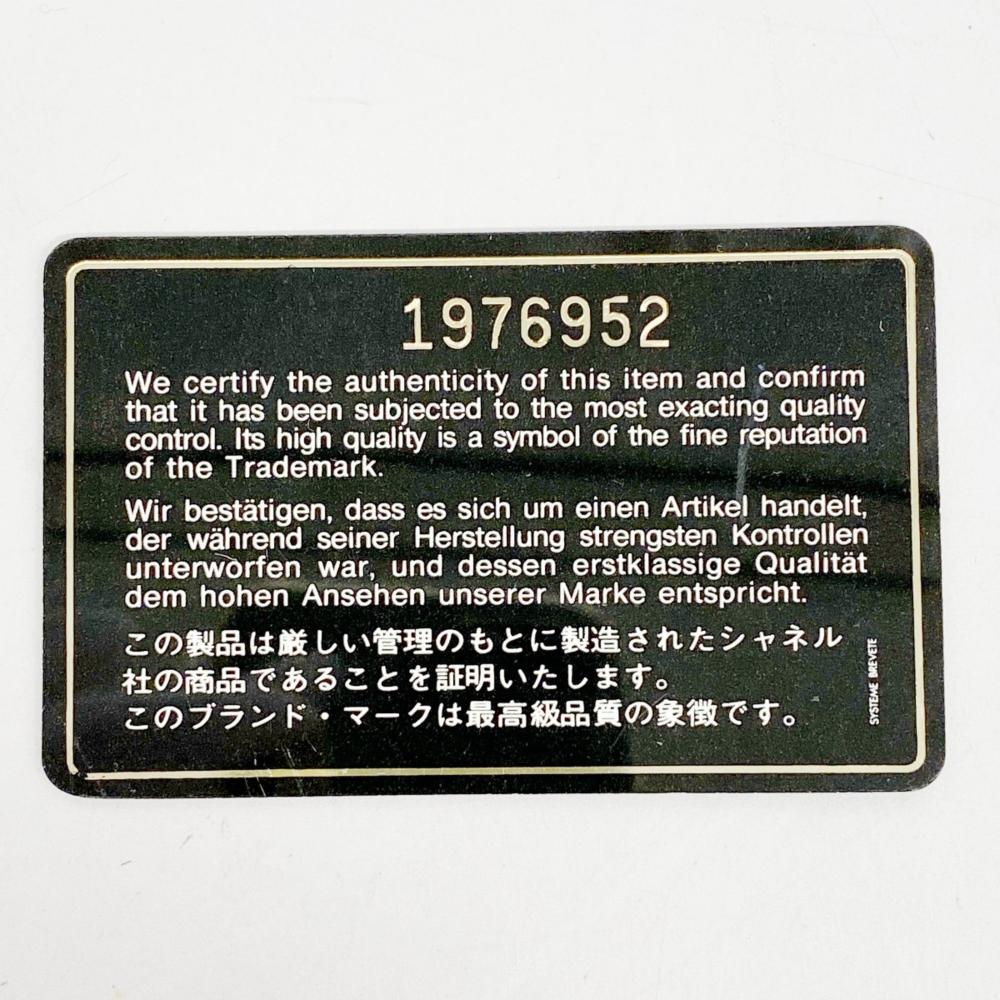 1976952
We certify the authenticity of this item and confirm
that it has been subjected to the most exacting quality
control. Its high quality is a symbol of the fine reputation
of the Trademark.
Wir bestätigen, dass es sich um einen Artikel handelt,
der während seiner Herstellung strengsten Kontrollen
unterworfen war, und dessen erstklassige Qualität
dem hohen Ansehen unserer Marke entspricht.
この製品は厳しい管理のもとに製造されたシャネル
社の商品であることを証明いたします。
このブランド・マークは最高級品質の象徴です。
SYSTEME BREVETE